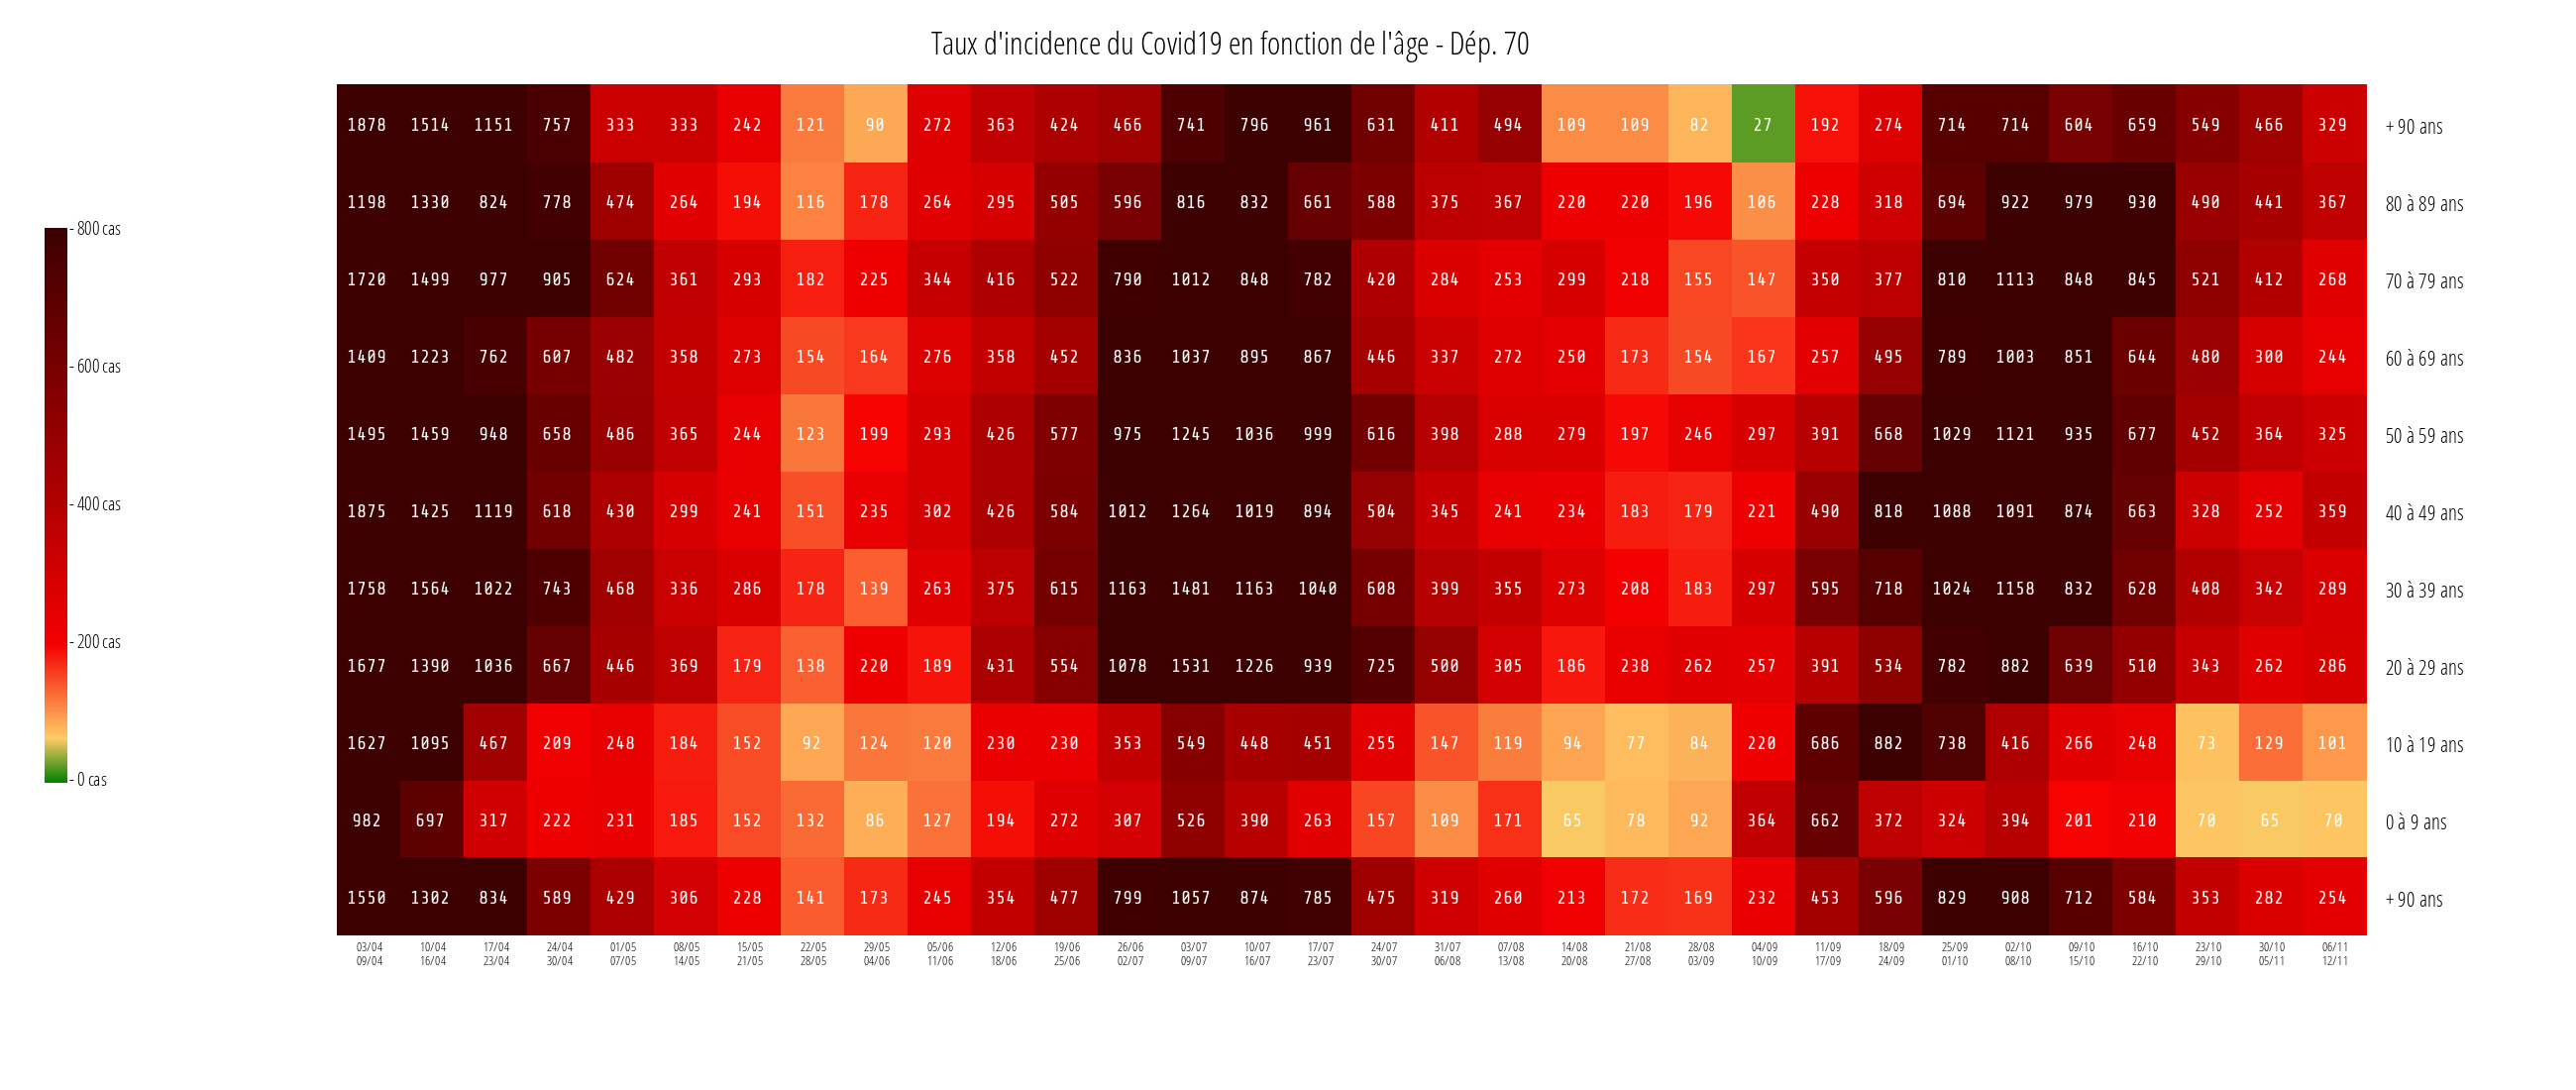 Taux d'incidence du Covid19 en fonction de l'âge - Dép. 70
1878 1514 1151 757 333 333 242 121 90 272 363 424 466 741 796 961 631 411 494 109 109 82 27 192 274 714 714 604 659 549 466 329 + 90 ans
1198 1330 824 778 474 264 194 116 178 264 295 505 596 816 832 661 588 375 367 220 220 196 106 228 318 694 922 979 930 490 441 367 80 à 89 ans
- 800 cas
1720 1499 977 905 624 361 293 182 225 344 416 522 790 1012 848 782 420 284 253 299 218 155 147 350 377 810 1113 848 845 521 412 268 70 à 79 ans
1409 1223 762 607 482 358 273 154 164 276 358 452 836 1037 895 867 446 337 272 250 173 154 167 257 495 789 1003 851 644 480 300 244 60 à 69 ans
- 600 cas
1495 1459 948 658 486 365 244 123 199 293 426 577 975 1245 1036 999 616 398 288 279 197 246 297 391 668 1029 1121 935 677 452 364 325 50 à 59 ans
- 400 cas
1875 1425 1119 618 430 299 241 151 235 302 426 584 1012 1264 1019 894 504 345 241 234 183 179 221 490 818 1088 1091 874 663 328 252 359 40 à 49 ans
1758 1564 1022 743 468 336 286 178 139 263 375 615 1163 1481 1163 1040 608 399 355 273 208 183 297 595 718 1024 1158 832 628 408 342 289 30 à 39 ans
- 200 cas
1677 1390 1036 667 446 369 179 138 220 189 431 554 1078 1531 1226 939 725 500 305 186 238 262 257 391 534 782 882 639 510 343 262 286 20 à 29 ans
1627 1095 467 209 248 184 152 92 124 120 230 230 353 549 448 451 255 147 119 94 77 84 220 686 882 738 416 266 248 73 129 101 10 à 19 ans
- 0 cas
982 697 317 222 231 185 152 132 86 127 194 272 307 526 390 263 157 109 171 65 78 92 364 662 372 324 394 201 210 70 65 70 0 à 9 ans
1550 1302 834 589 429 306 228 141 173 245 354 477 799 1057 874 785 475 319 260 213 172 169 232 453 596 829 908 712 584 353 282 254 + 90 ans
03/04 10/04 17/04 24/04 01/05 08/05 15/05 22/05 29/05 05/06 12/06 19/06 26/06 03/07 10/07 17/07 24/07 31/07 07/08 14/08 21/08 28/08 04/09 11/09 18/09 25/09 02/10 09/10 16/10 23/10 30/10 06/11
09/04 16/04 23/04 30/04 07/05 14/05 21/05 28/05 04/06 11/06 18/06 25/06 02/07 09/07 16/07 23/07 30/07 06/08 13/08 20/08 27/08 03/09 10/09 17/09 24/09 01/10 08/10 15/10 22/10 29/10 05/11 12/11